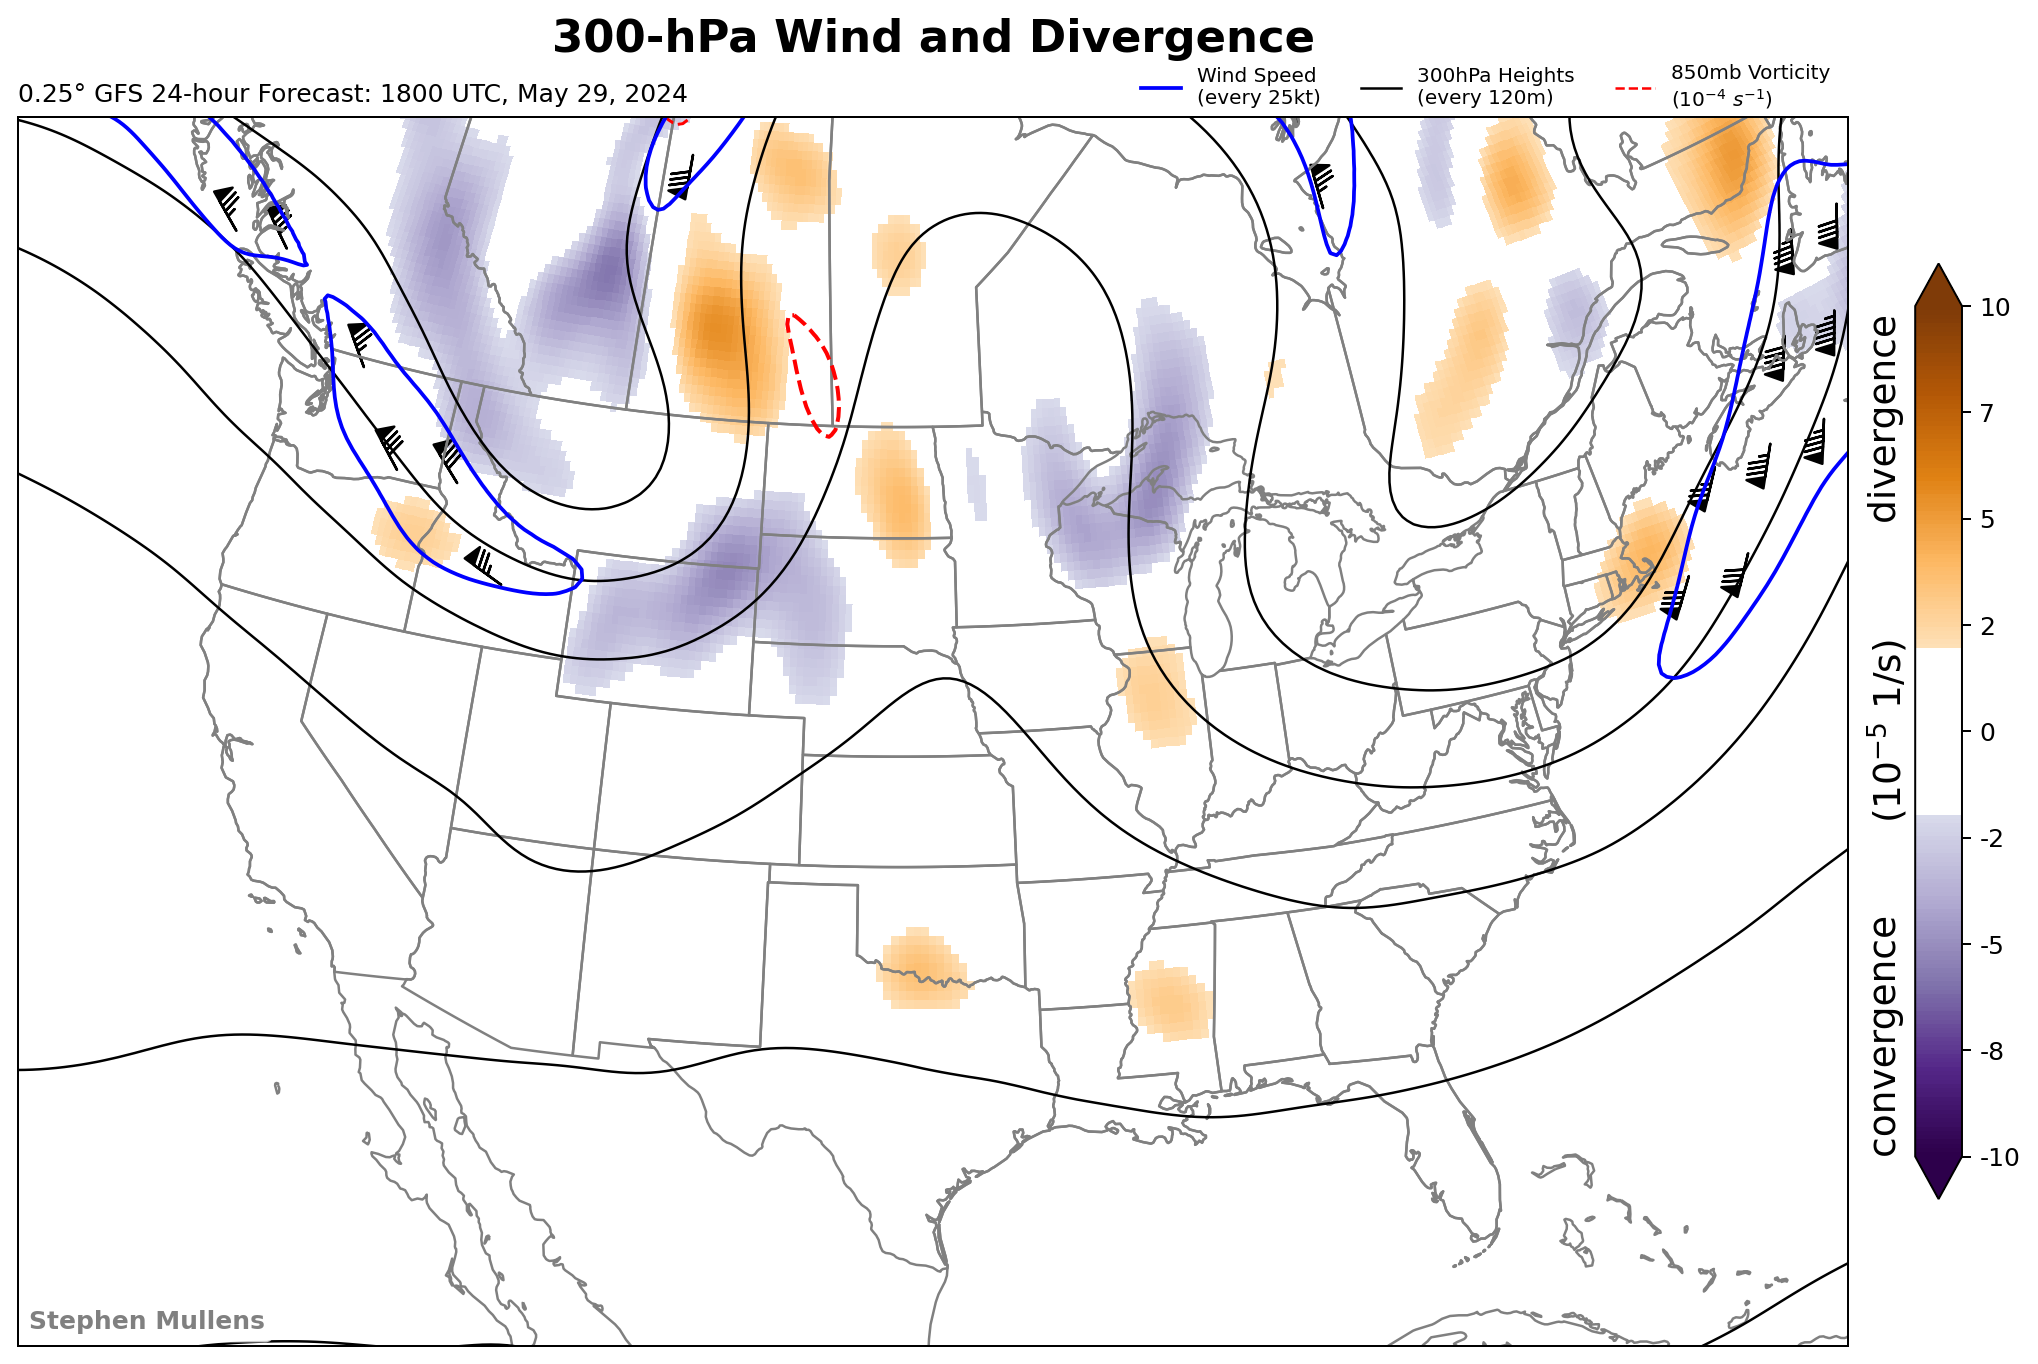 300-hPa Wind and Divergence
0.25° GFS 24-hour Forecast: 1800 UTC, May 29, 2024
Wind Speed
(every 25kt)
300hPa Heights
(every 120m)
850mb Vorticity
(10⁻⁴ s⁻¹)
10
7
5
2
0
-2
-5
-8
-10
convergence (10⁻⁵ 1/s) divergence
Stephen Mullens